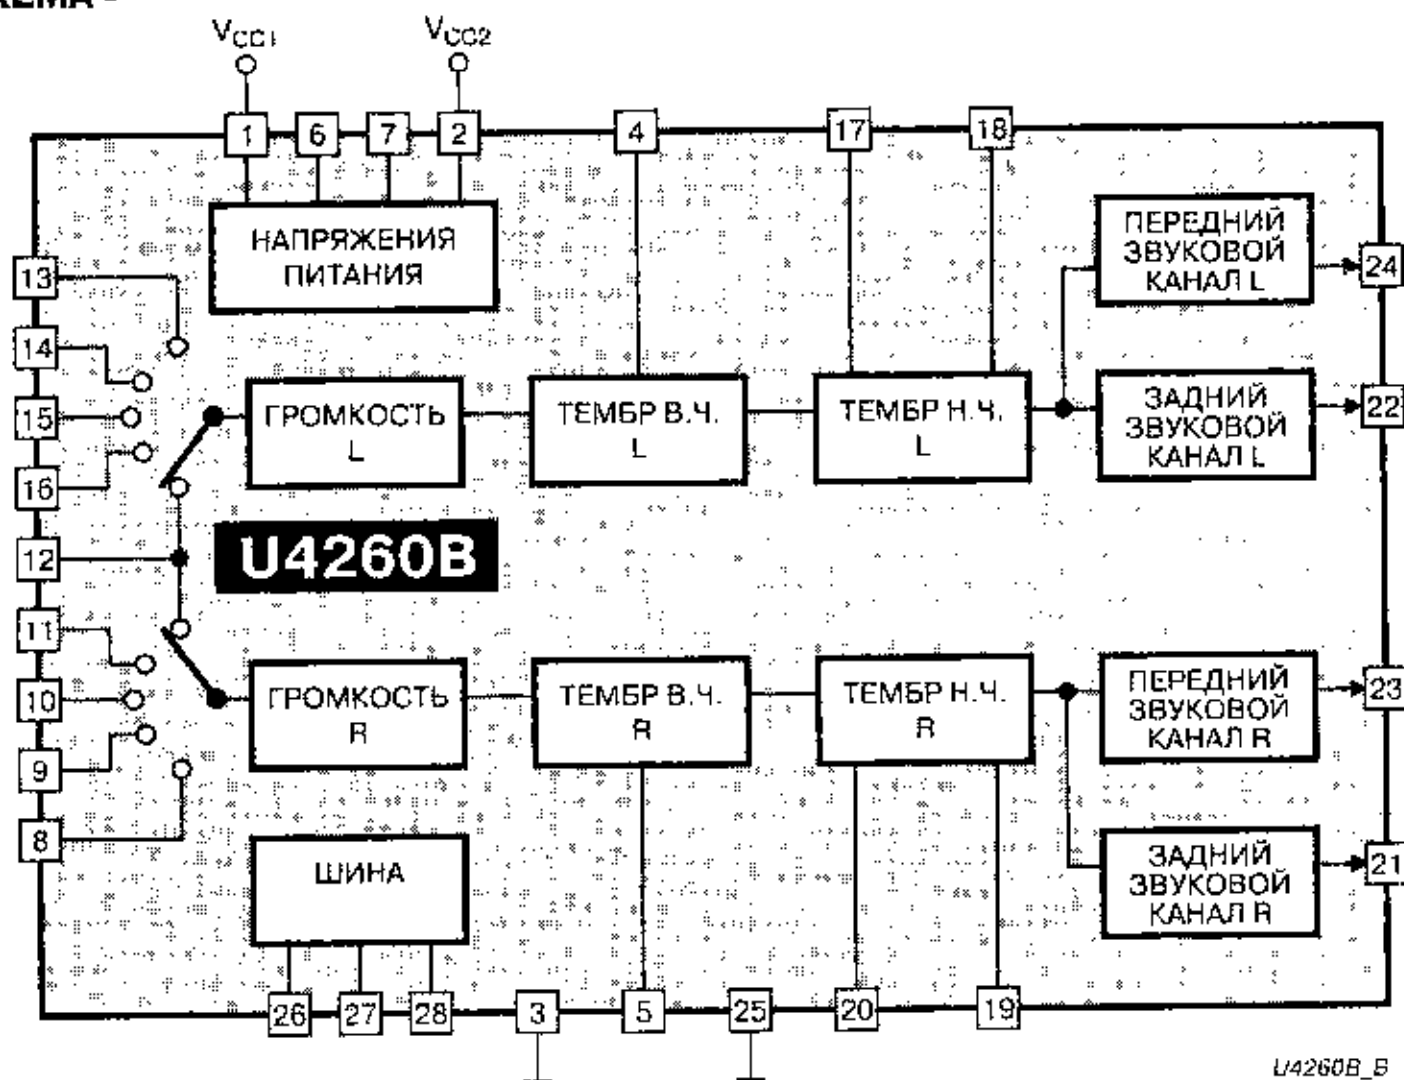 V_CC1
V_CC2
1 6 7 2 4 17 18
НАПРЯЖЕНИЯ
ПИТАНИЯ
ПЕРЕДНИЙ
ЗВУКОВОЙ
КАНАЛ L
24
13
14
15
16
ГРОМКОСТЬ
L
ТЕМБР В.Ч.
L
ТЕМБР Н.Ч.
L
ЗАДНИЙ
ЗВУКОВОЙ
КАНАЛ L
22
12
U4260B
11
10
9
8
ГРОМКОСТЬ
R
ТЕМБР В.Ч.
R
ТЕМБР Н.Ч.
R
ПЕРЕДНИЙ
ЗВУКОВОЙ
КАНАЛ R
23
ШИНА
ЗАДНИЙ
ЗВУКОВОЙ
КАНАЛ R
21
26 27 28 3 5 25 20 19
U4260B_B